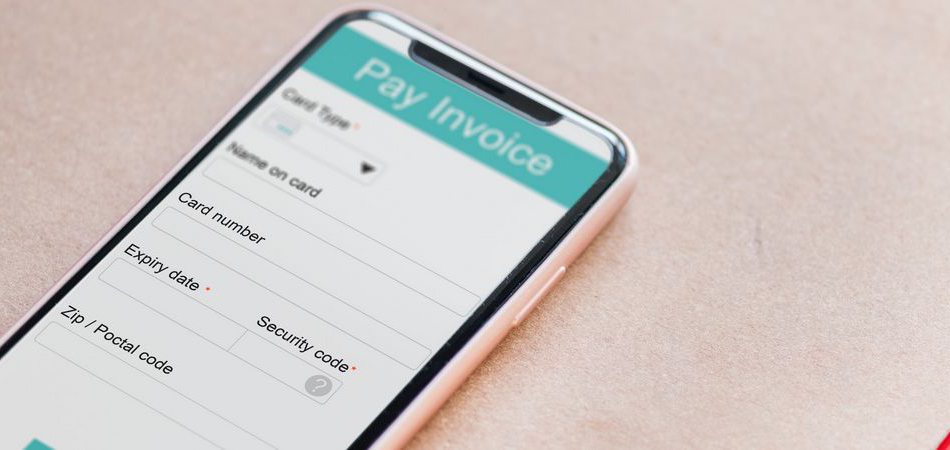 Pay Invoice
Card Type *
Name on card
Card number
Expiry date *
Security code *
?
Zip / Poctal code